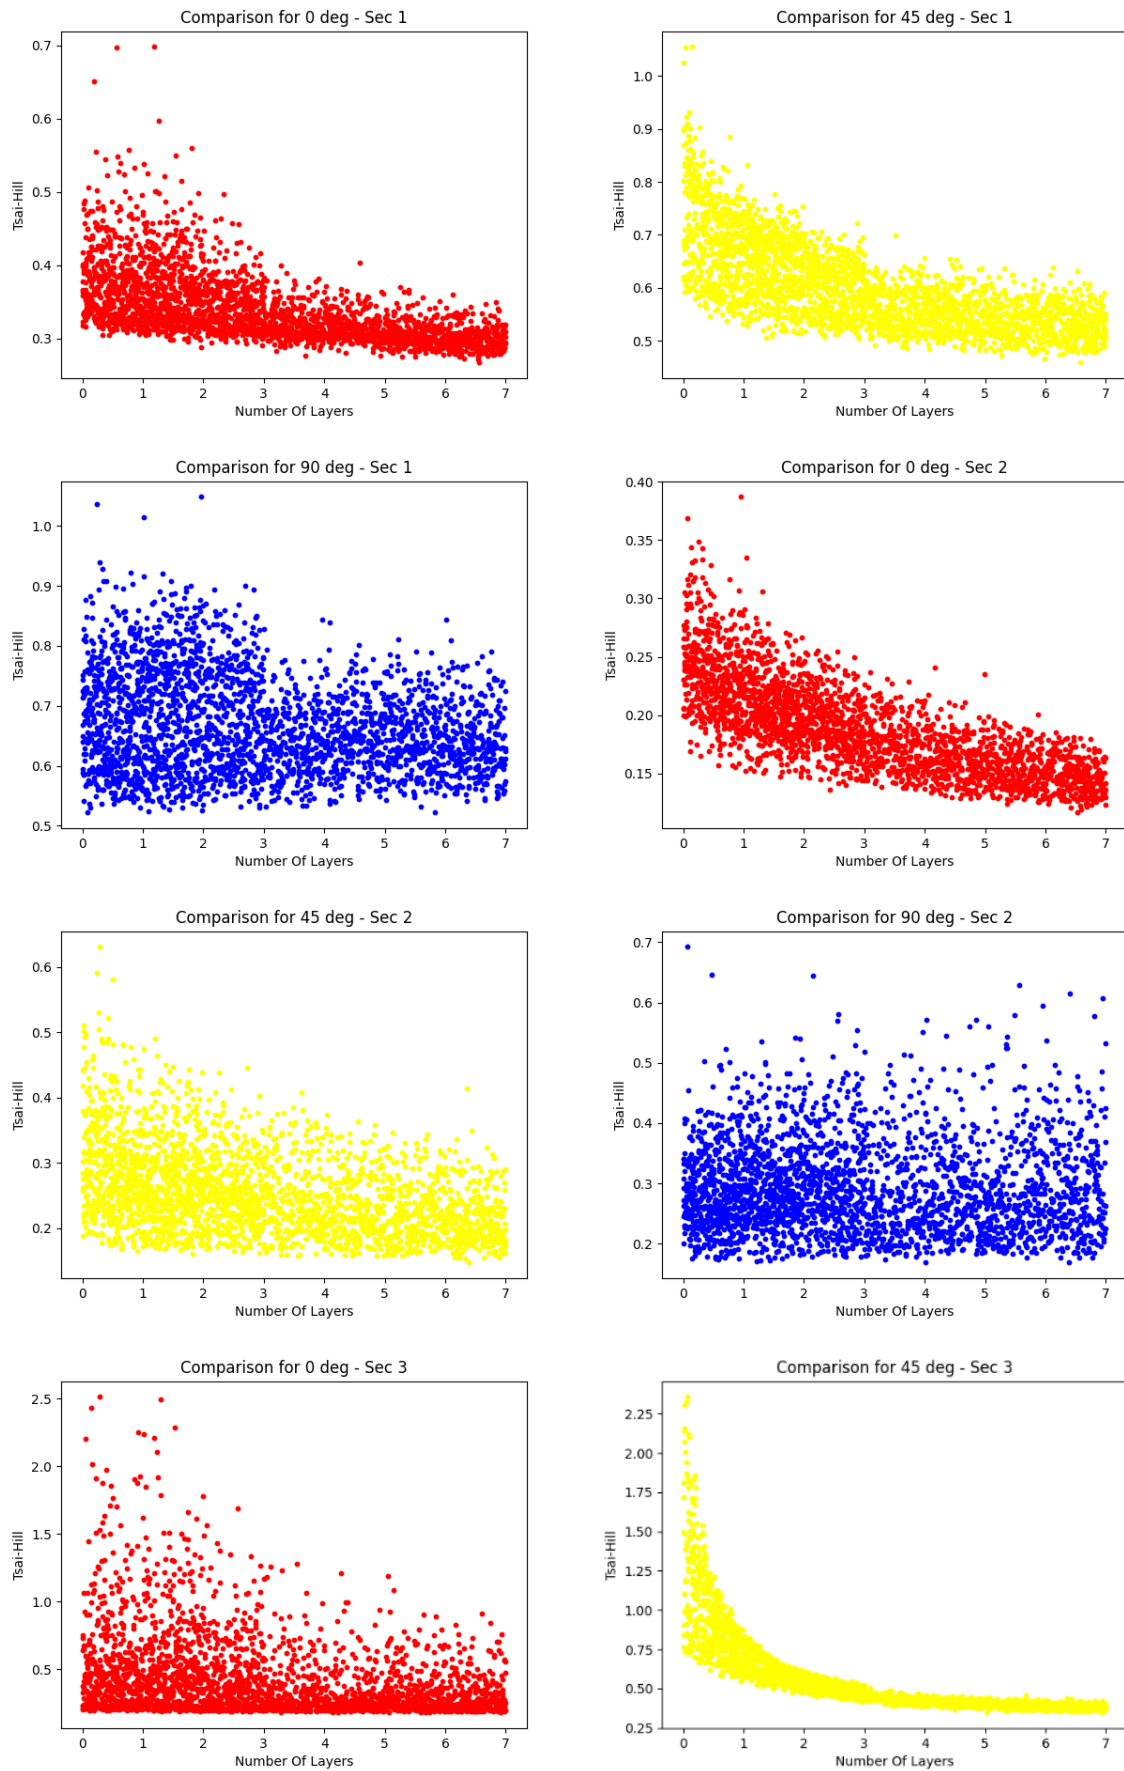 Comparison for 0 deg - Sec 1
0.7
0.6
0.5
0.4
0.3
Tsai-Hill
0 1 2 3 4 5 6 7
Number Of Layers
Comparison for 45 deg - Sec 1
1.0
0.9
0.8
0.7
0.6
0.5
Tsai-Hill
0 1 2 3 4 5 6 7
Number Of Layers
Comparison for 90 deg - Sec 1
1.0
0.9
0.8
0.7
0.6
0.5
Tsai-Hill
0 1 2 3 4 5 6 7
Number Of Layers
Comparison for 0 deg - Sec 2
0.40
0.35
0.30
0.25
0.20
0.15
Tsai-Hill
0 1 2 3 4 5 6 7
Number Of Layers
Comparison for 45 deg - Sec 2
0.6
0.5
0.4
0.3
0.2
Tsai-Hill
0 1 2 3 4 5 6 7
Number Of Layers
Comparison for 90 deg - Sec 2
0.7
0.6
0.5
0.4
0.3
0.2
Tsai-Hill
0 1 2 3 4 5 6 7
Number Of Layers
Comparison for 0 deg - Sec 3
2.5
2.0
1.5
1.0
0.5
Tsai-Hill
0 1 2 3 4 5 6 7
Number Of Layers
Comparison for 45 deg - Sec 3
2.25
2.00
1.75
1.50
1.25
1.00
0.75
0.50
0.25
Tsai-Hill
0 1 2 3 4 5 6 7
Number Of Layers